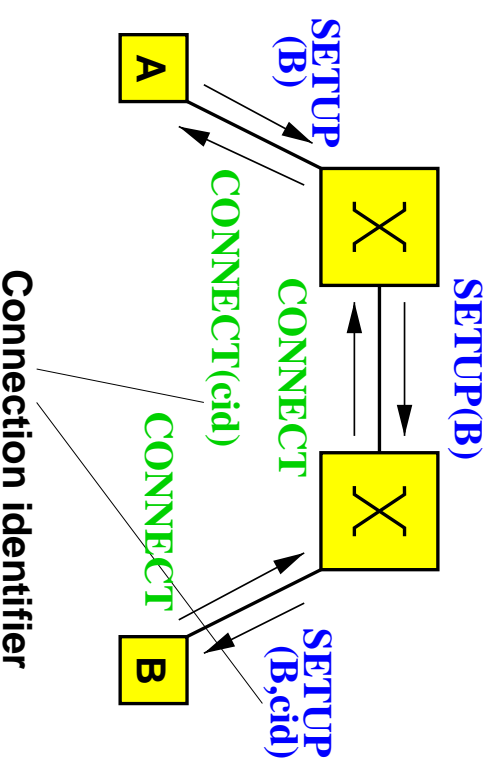 SETUP(B)
SETUP
(B)
X
X
SETUP
(B,cid)
CONNECT
CONNECT(cid)
CONNECT
A
B
Connection identifier